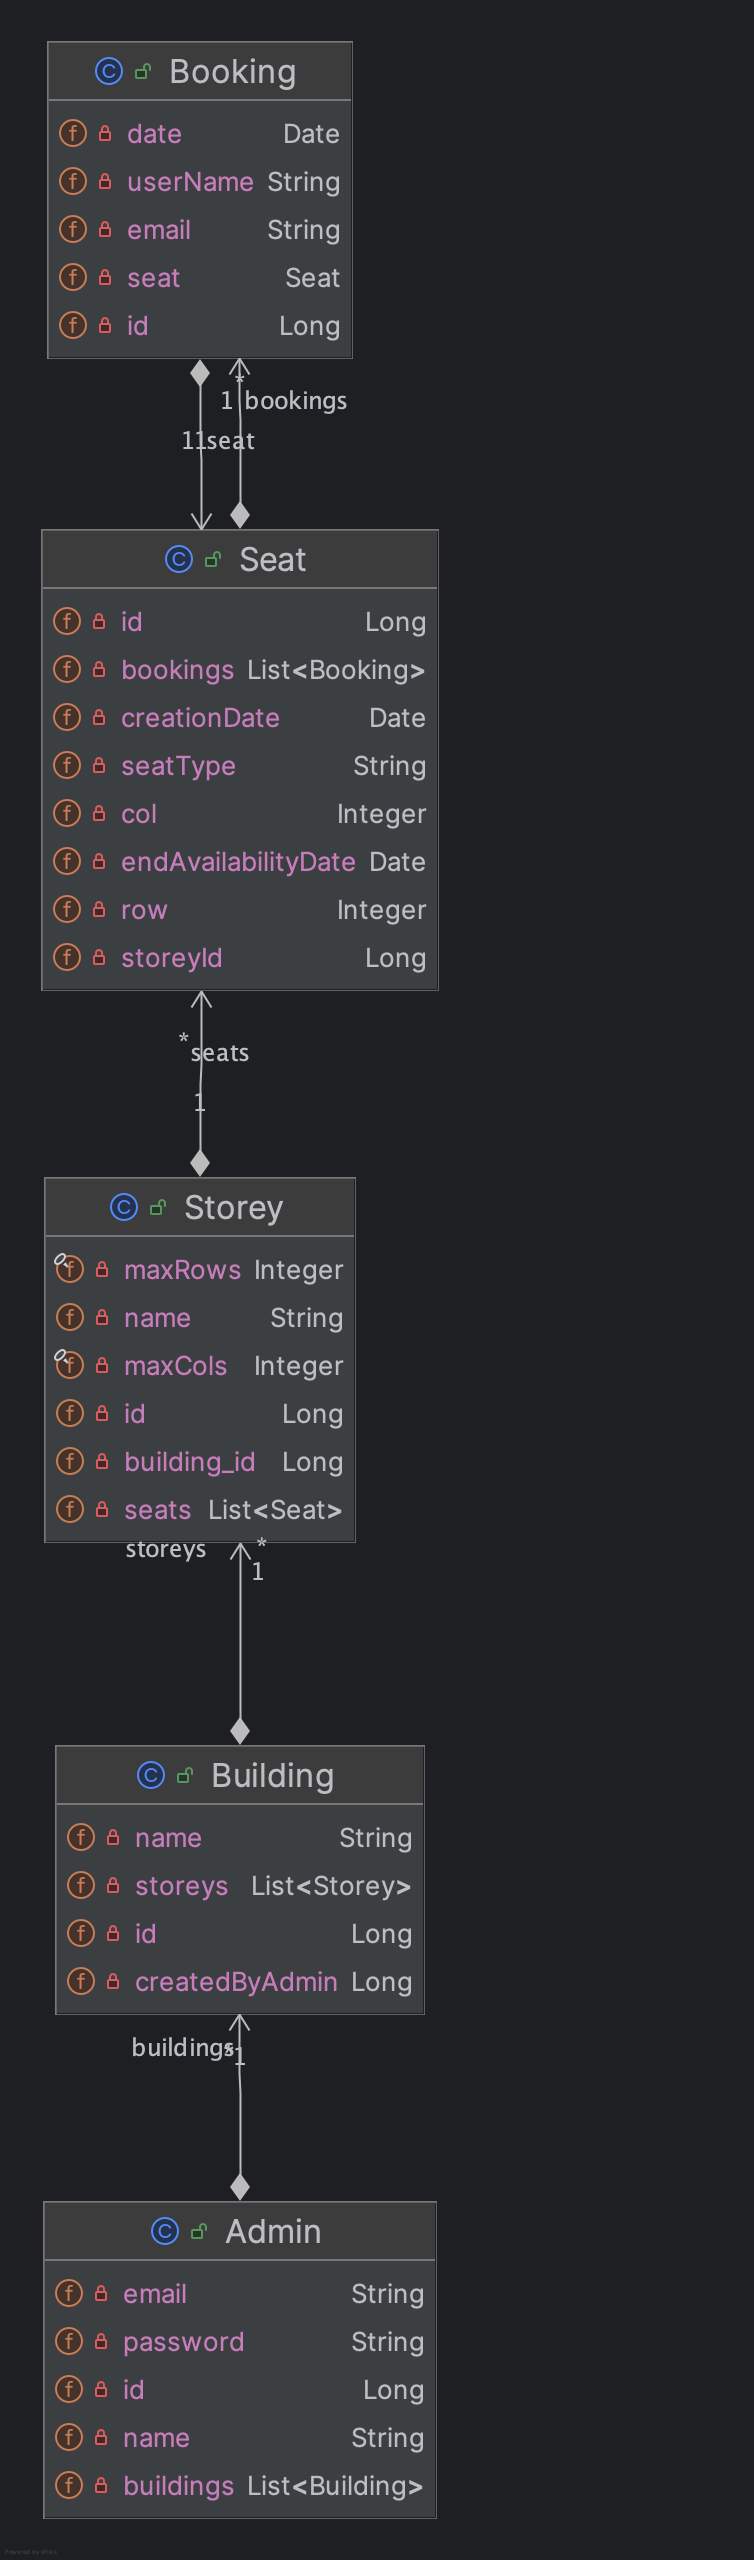 Booking
date Date
userName String
email String
seat Seat
id Long
*
1 bookings
1 1 seat
Seat
id Long
bookings List<Booking>
creationDate Date
seatType String
col Integer
endAvailabilityDate Date
row Integer
storeyId Long
*
seats
1
Storey
maxRows Integer
name String
maxCols Integer
id Long
building_id Long
seats List<Seat>
storeys *
1
Building
name String
storeys List<Storey>
id Long
createdByAdmin Long
buildings * 1
Admin
email String
password String
id Long
name String
buildings List<Building>
Powered by yFiles